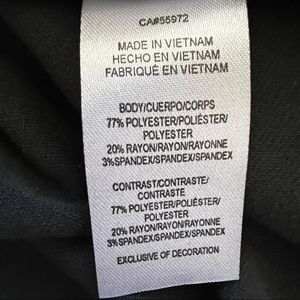 CA#55972
MADE IN VIETNAM
HECHO EN VIETNAM
FABRIQUÉ EN VIETNAM
BODY/CUERPO/CORPS
77% POLYESTER/POLIÉSTER/
POLYESTER
20% RAYON/RAYON/RAYONNE
3%SPANDEX/SPANDEX/SPANDEX
CONTRAST/CONTRASTE/
CONTRASTE
77% POLYESTER/POLIÉSTER/
POLYESTER
20% RAYON/RAYON/RAYONNE
3%SPANDEX/SPANDEX/SPANDEX
EXCLUSIVE OF DECORATION